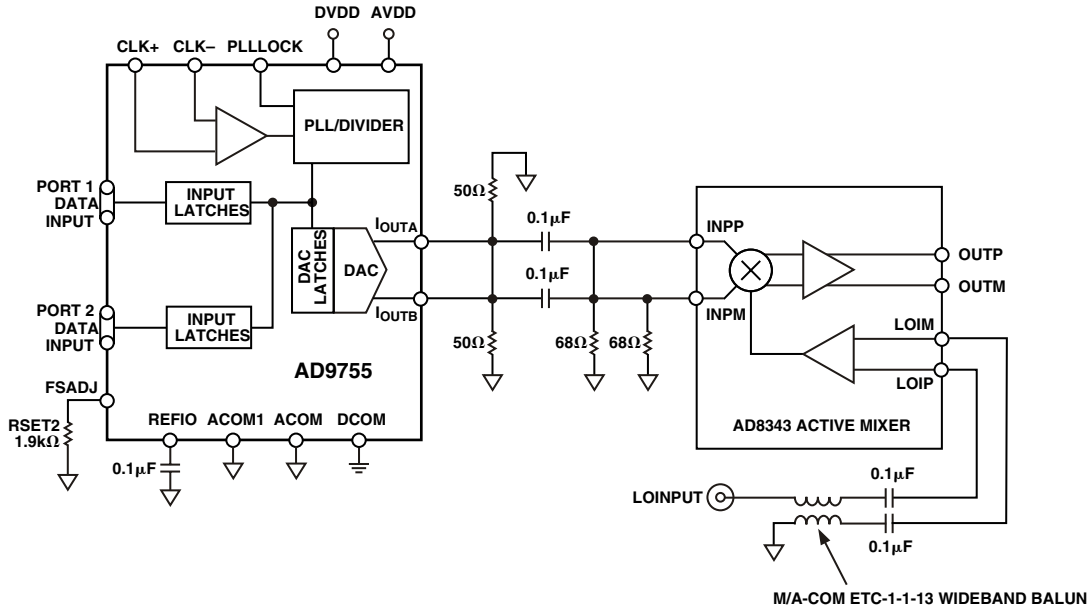 DVDD AVDD
CLK+ CLK– PLLLOCK
PLL/DIVIDER
PORT 1
DATA
INPUT
INPUT
LATCHES
DAC
LATCHES
DAC
IOUTA
IOUTB
PORT 2
DATA
INPUT
INPUT
LATCHES
AD9755
FSADJ
RSET2
1.9kΩ
REFIO ACOM1 ACOM DCOM
0.1μF
50Ω
0.1μF
0.1μF
50Ω
68Ω 68Ω
INPP
INPM
OUTP
OUTM
LOIM
LOIP
AD8343 ACTIVE MIXER
LOINPUT
0.1μF
0.1μF
M/A-COM ETC-1-1-13 WIDEBAND BALUN